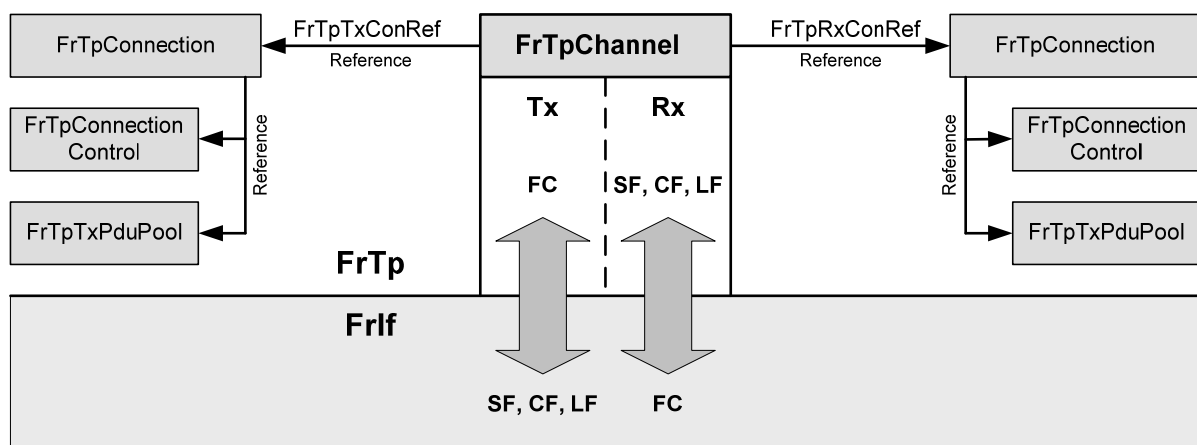 FrTpConnection
FrTpTxConRef
Reference
FrTpChannel
FrTpRxConRef
Reference
FrTpConnection
Tx
Rx
FrTpConnection
Control
Reference
FrTpConnection
Control
Reference
FC
SF, CF, LF
FrTpTxPduPool
FrTpTxPduPool
FrTp
FrIf
SF, CF, LF
FC